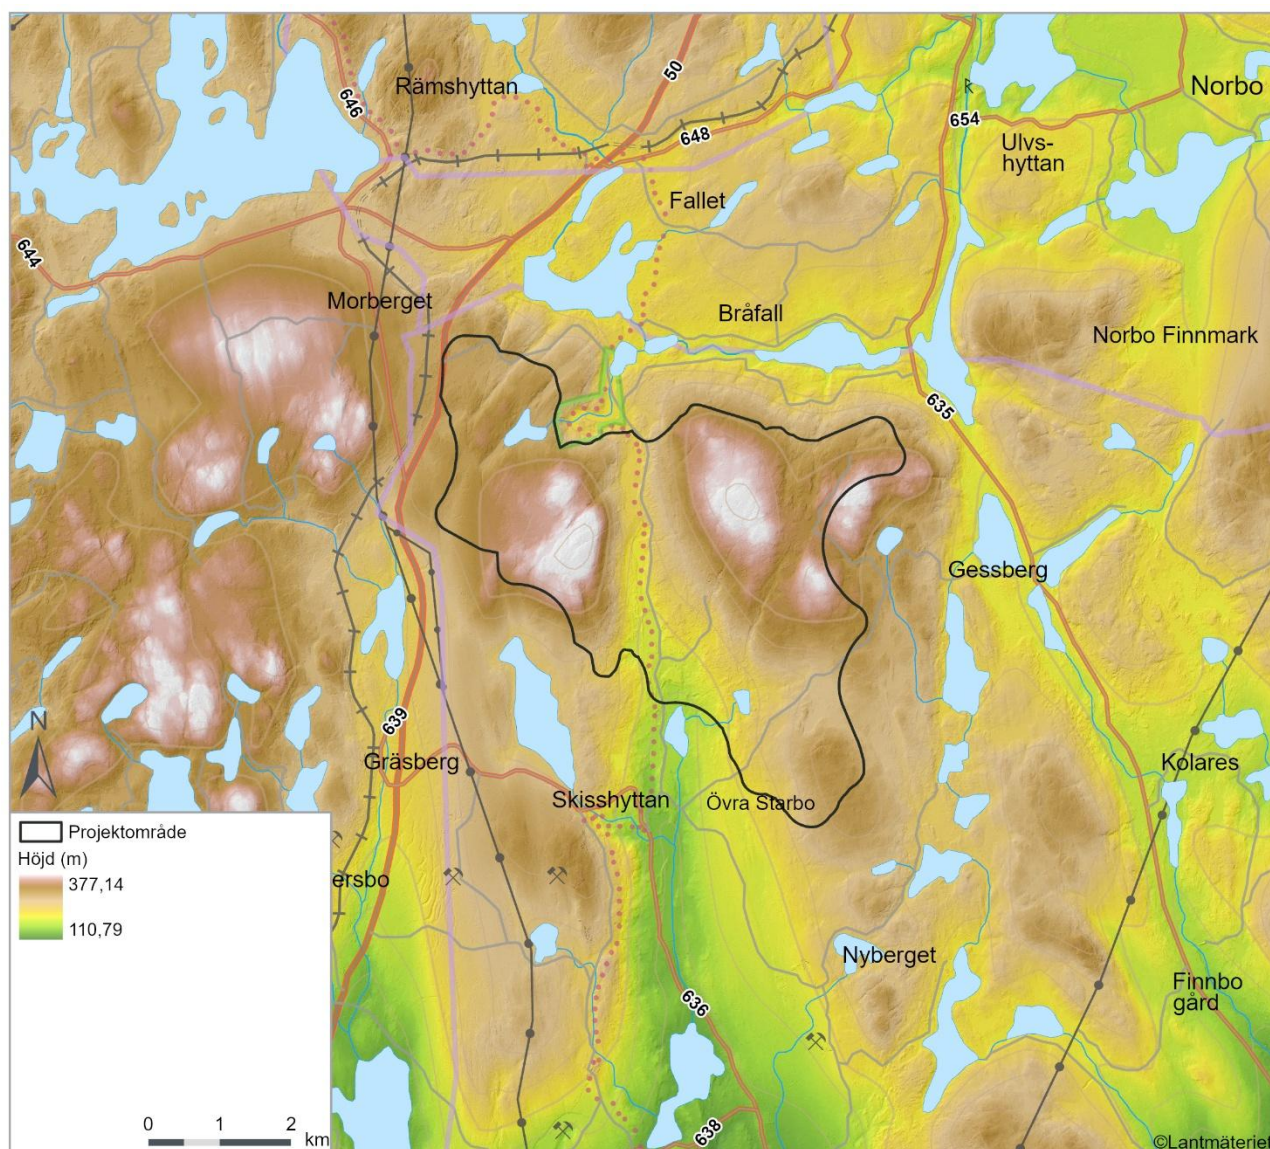 Rämshyttan
50
Norbo
646
654
648
Ulvs-
hyttan
Fallet
644
Morberget
Bråfall
Norbo Finnmark
635
Gessberg
N
639
Gräsberg
Kolares
Skisshyttan
Övra Starbo
Projektområde
Höjd (m)
377,14
110,79
ersbo
Nyberget
Finnbo
gård
636
0 1 2
km
638
©Lantmäteriet